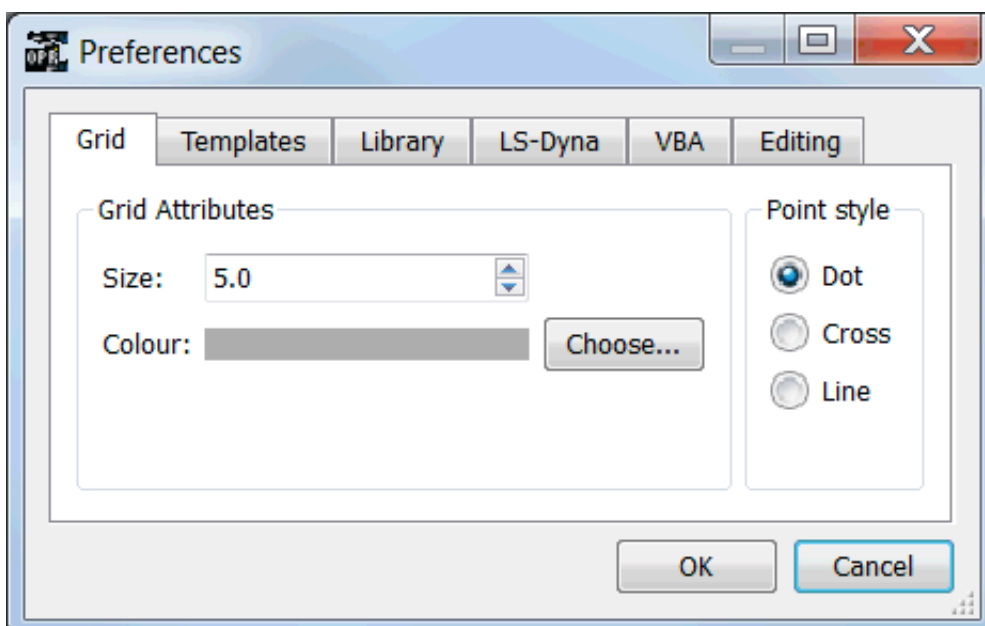 Preferences
Grid Templates Library LS-Dyna VBA Editing
Grid Attributes Point style
Size: 5.0 Dot
Colour: Choose... Cross
Line
OK Cancel